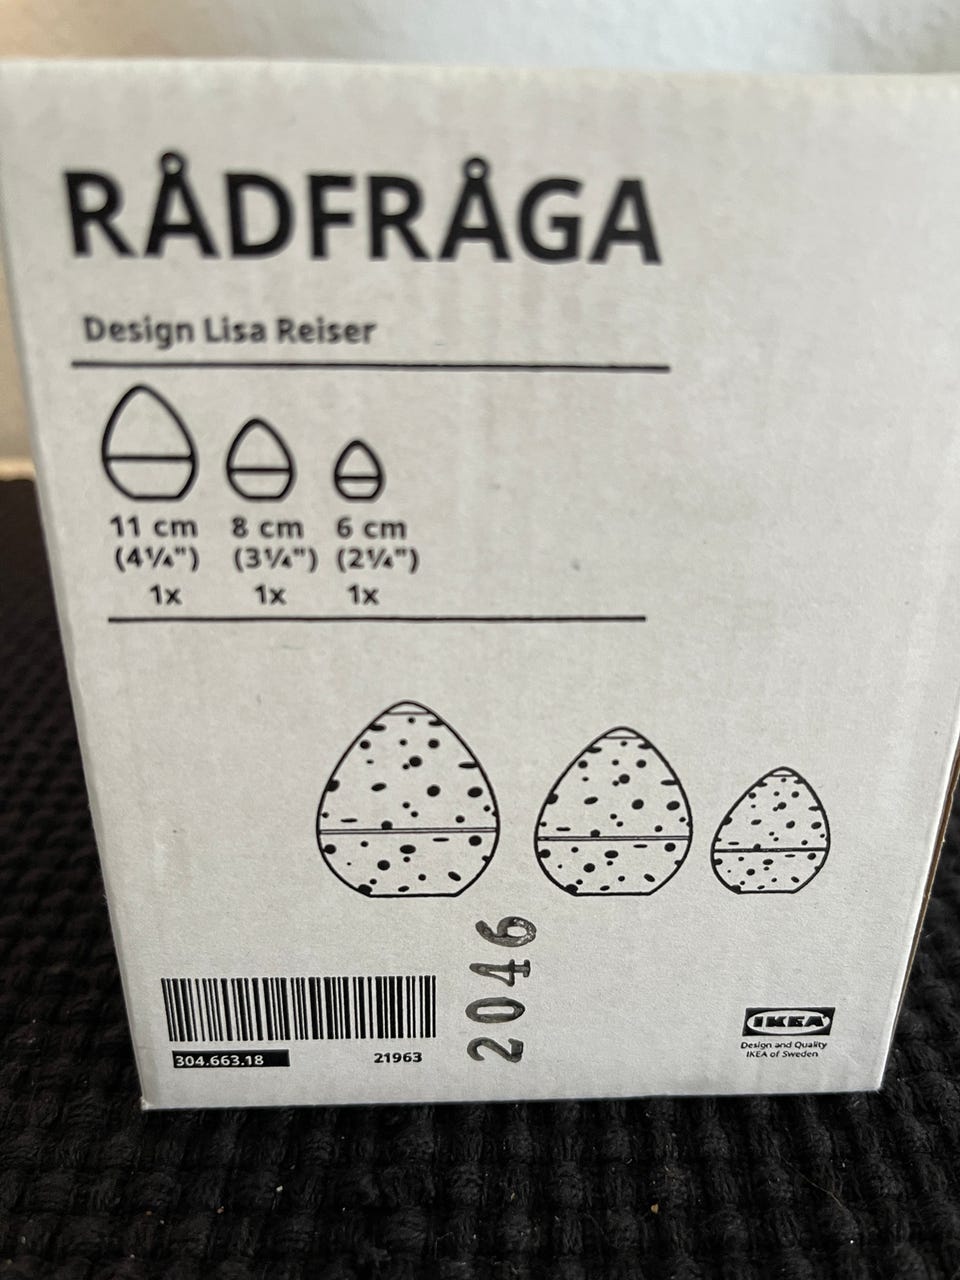 RÅDFRÅGA
Design Lisa Reiser
11 cm 8 cm 6 cm
(4¼") (3¼") (2¼")
1x 1x 1x
2046
304.663.18 21963
IKEA
Design and Quality
IKEA of Sweden